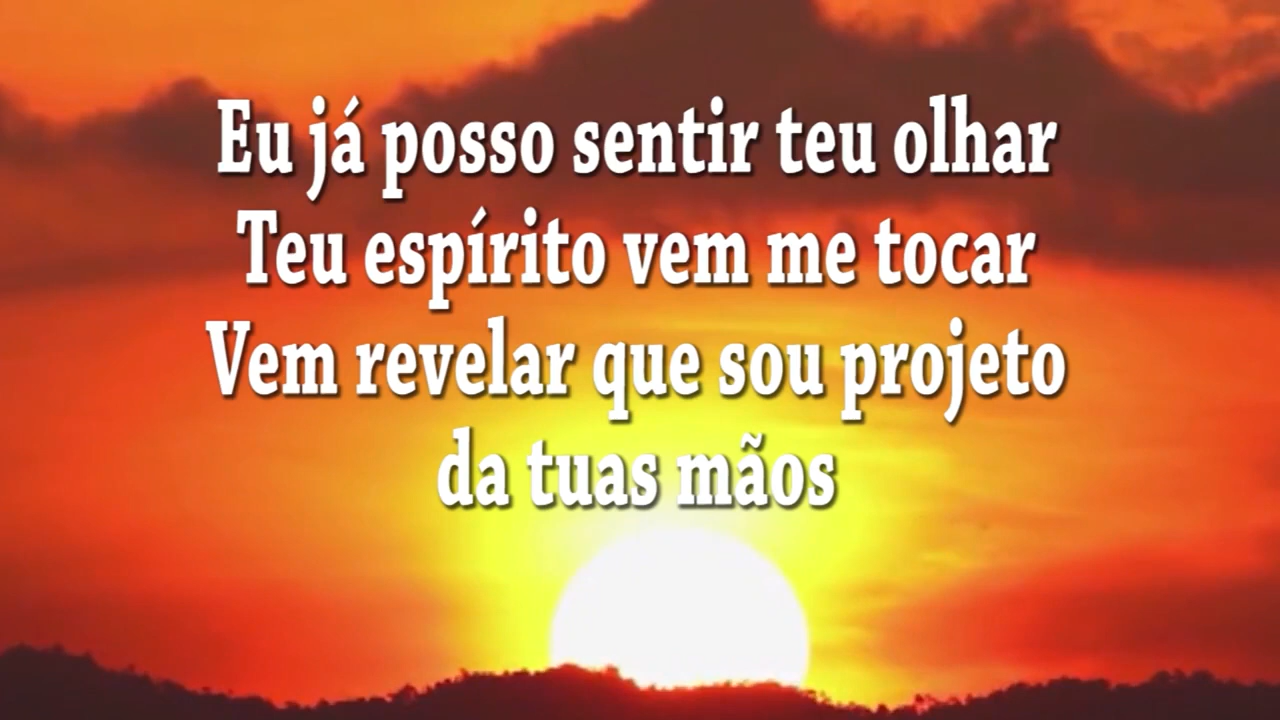 Eu já posso sentir teu olhar
Teu espírito vem me tocar
Vem revelar que sou projeto
da tuas mãos